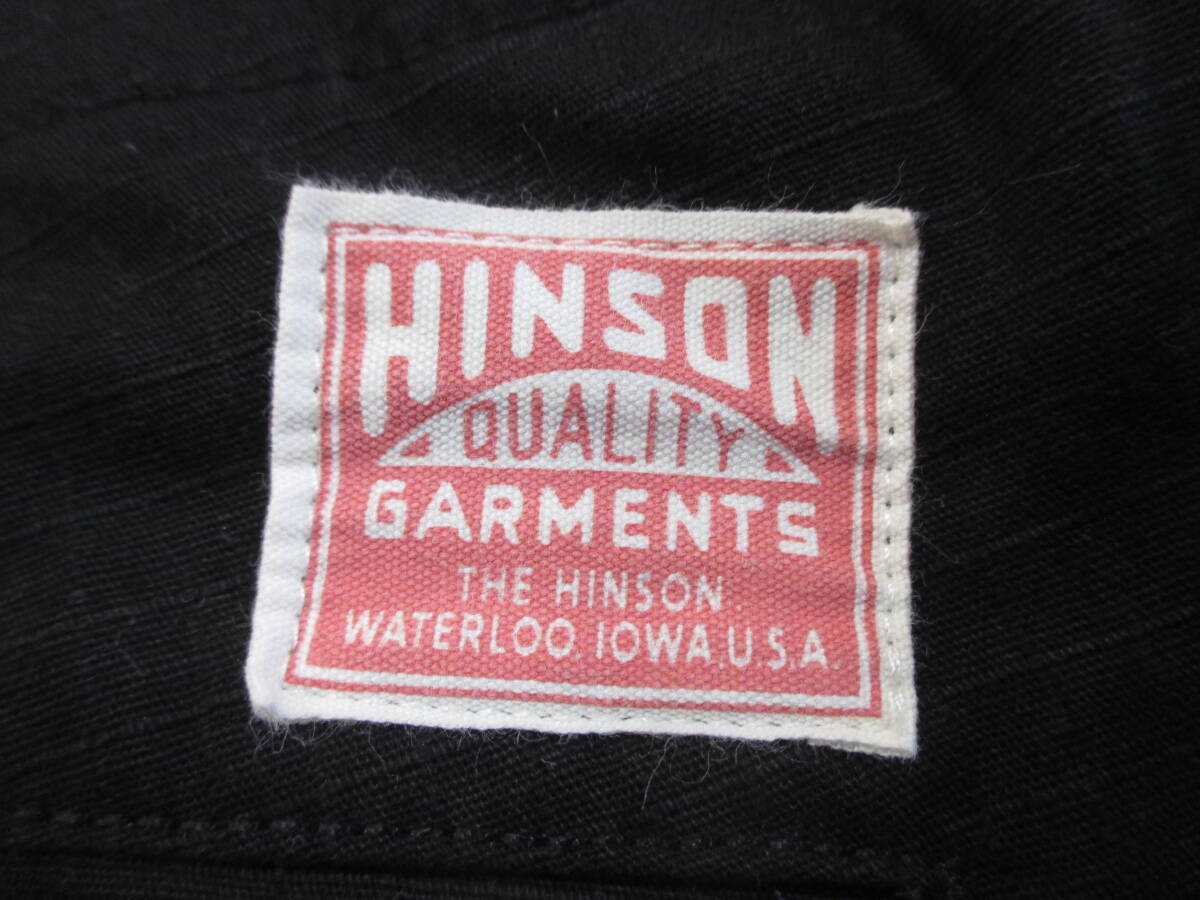 HINSON
QUALITY
GARMENTS
THE HINSON.
WATERLOO. IOWA. U.S.A.